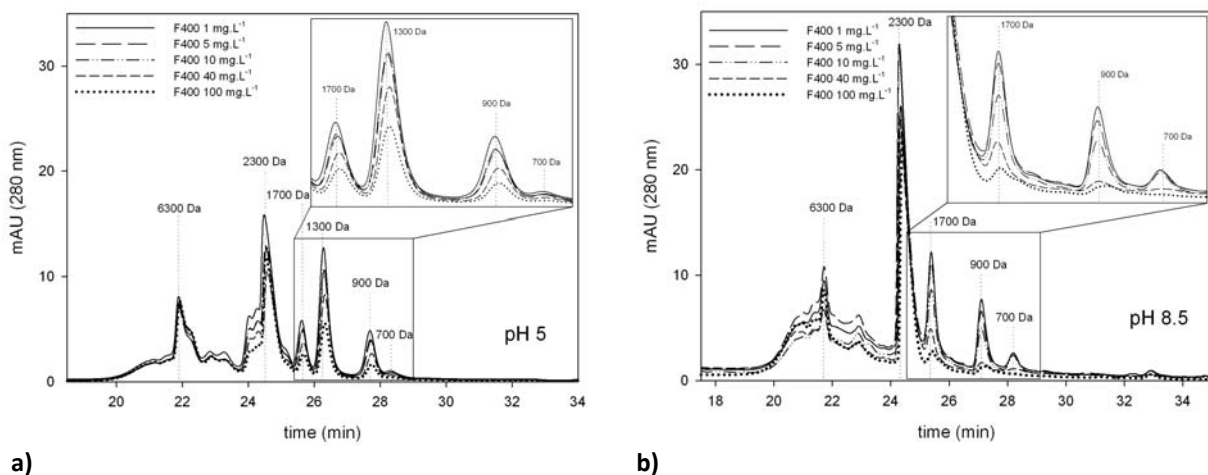 F400 1 mg.L⁻¹
F400 5 mg.L⁻¹
F400 10 mg.L⁻¹
F400 40 mg.L⁻¹
F400 100 mg.L⁻¹
1300 Da
1700 Da
900 Da
700 Da
2300 Da
1700 Da
6300 Da
1300 Da
900 Da
700 Da
pH 5
mAU (280 nm)
30
20
10
0
20 22 24 26 28 30 32 34
time (min)
a)
F400 1 mg.L⁻¹
F400 5 mg.L⁻¹
F400 10 mg.L⁻¹
F400 40 mg.L⁻¹
F400 100 mg.L⁻¹
2300 Da
1700 Da
900 Da
700 Da
6300 Da
1700 Da
900 Da
700 Da
pH 8.5
mAU (280 nm)
30
20
10
0
18 20 22 24 26 28 30 32 34
time (min)
b)